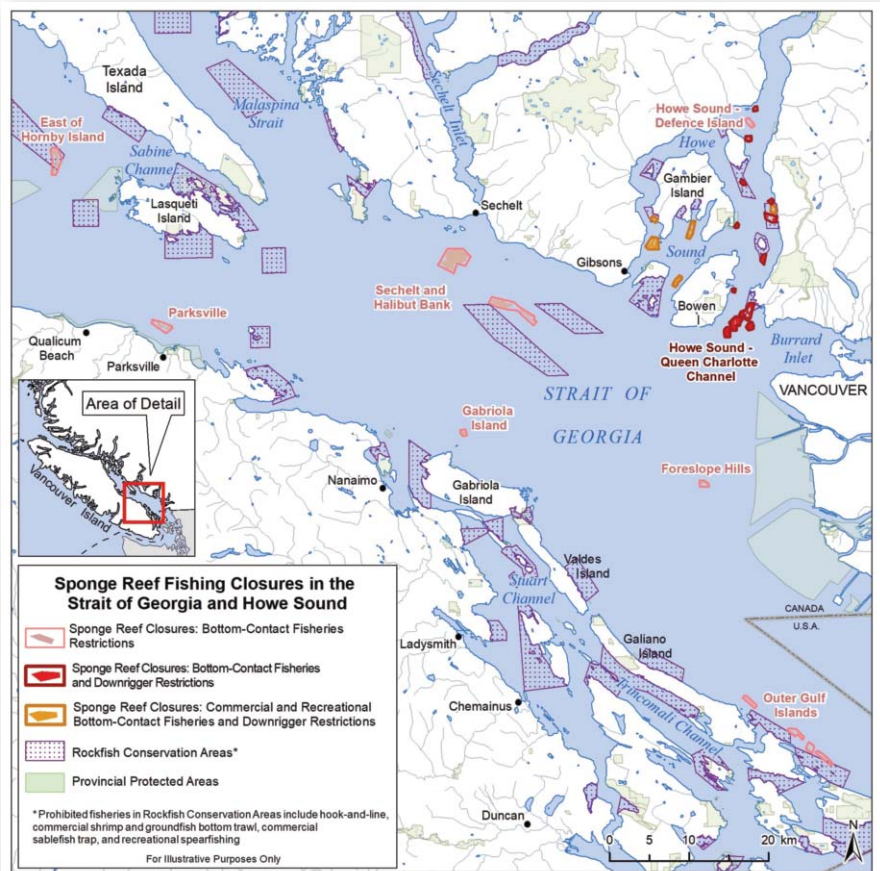 Texada
Island
Malaspina
Strait
Sechelt Inlet
Howe Sound -
Defence Island
East of
Hornby Island
Howe
Sabine
Channel
Gambier
Island
Lasqueti
Island
Sechelt
Sound
Gibsons
Sechelt and
Halibut Bank
Bowen
I
Parksville
Qualicum
Beach
Parksville
Howe Sound -
Queen Charlotte
Channel
Burrard
Inlet
VANCOUVER
STRAIT OF
GEORGIA
Area of Detail
Vancouver Island
Gabriola
Island
Foreslope Hills
Nanaimo
Gabriola
Island
Valdes
Island
Stuart
Channel
CANADA
U.S.A.
Galiano
Island
Ladysmith
Trihcomali Channel
Chemainus
Outer Gulf
Islands
Duncan
Sponge Reef Fishing Closures in the
Strait of Georgia and Howe Sound
Sponge Reef Closures: Bottom-Contact Fisheries
Restrictions
Sponge Reef Closures: Bottom-Contact Fisheries
and Downrigger Restrictions
Sponge Reef Closures: Commercial and Recreational
Bottom-Contact Fisheries and Downrigger Restrictions
Rockfish Conservation Areas*
Provincial Protected Areas
*Prohibited fisheries in Rockfish Conservation Areas include hook-and-line,
commercial shrimp and groundfish bottom trawl, commercial
sablefish trap, and recreational spearfishing
For Illustrative Purposes Only
0 5 10 20 km
N